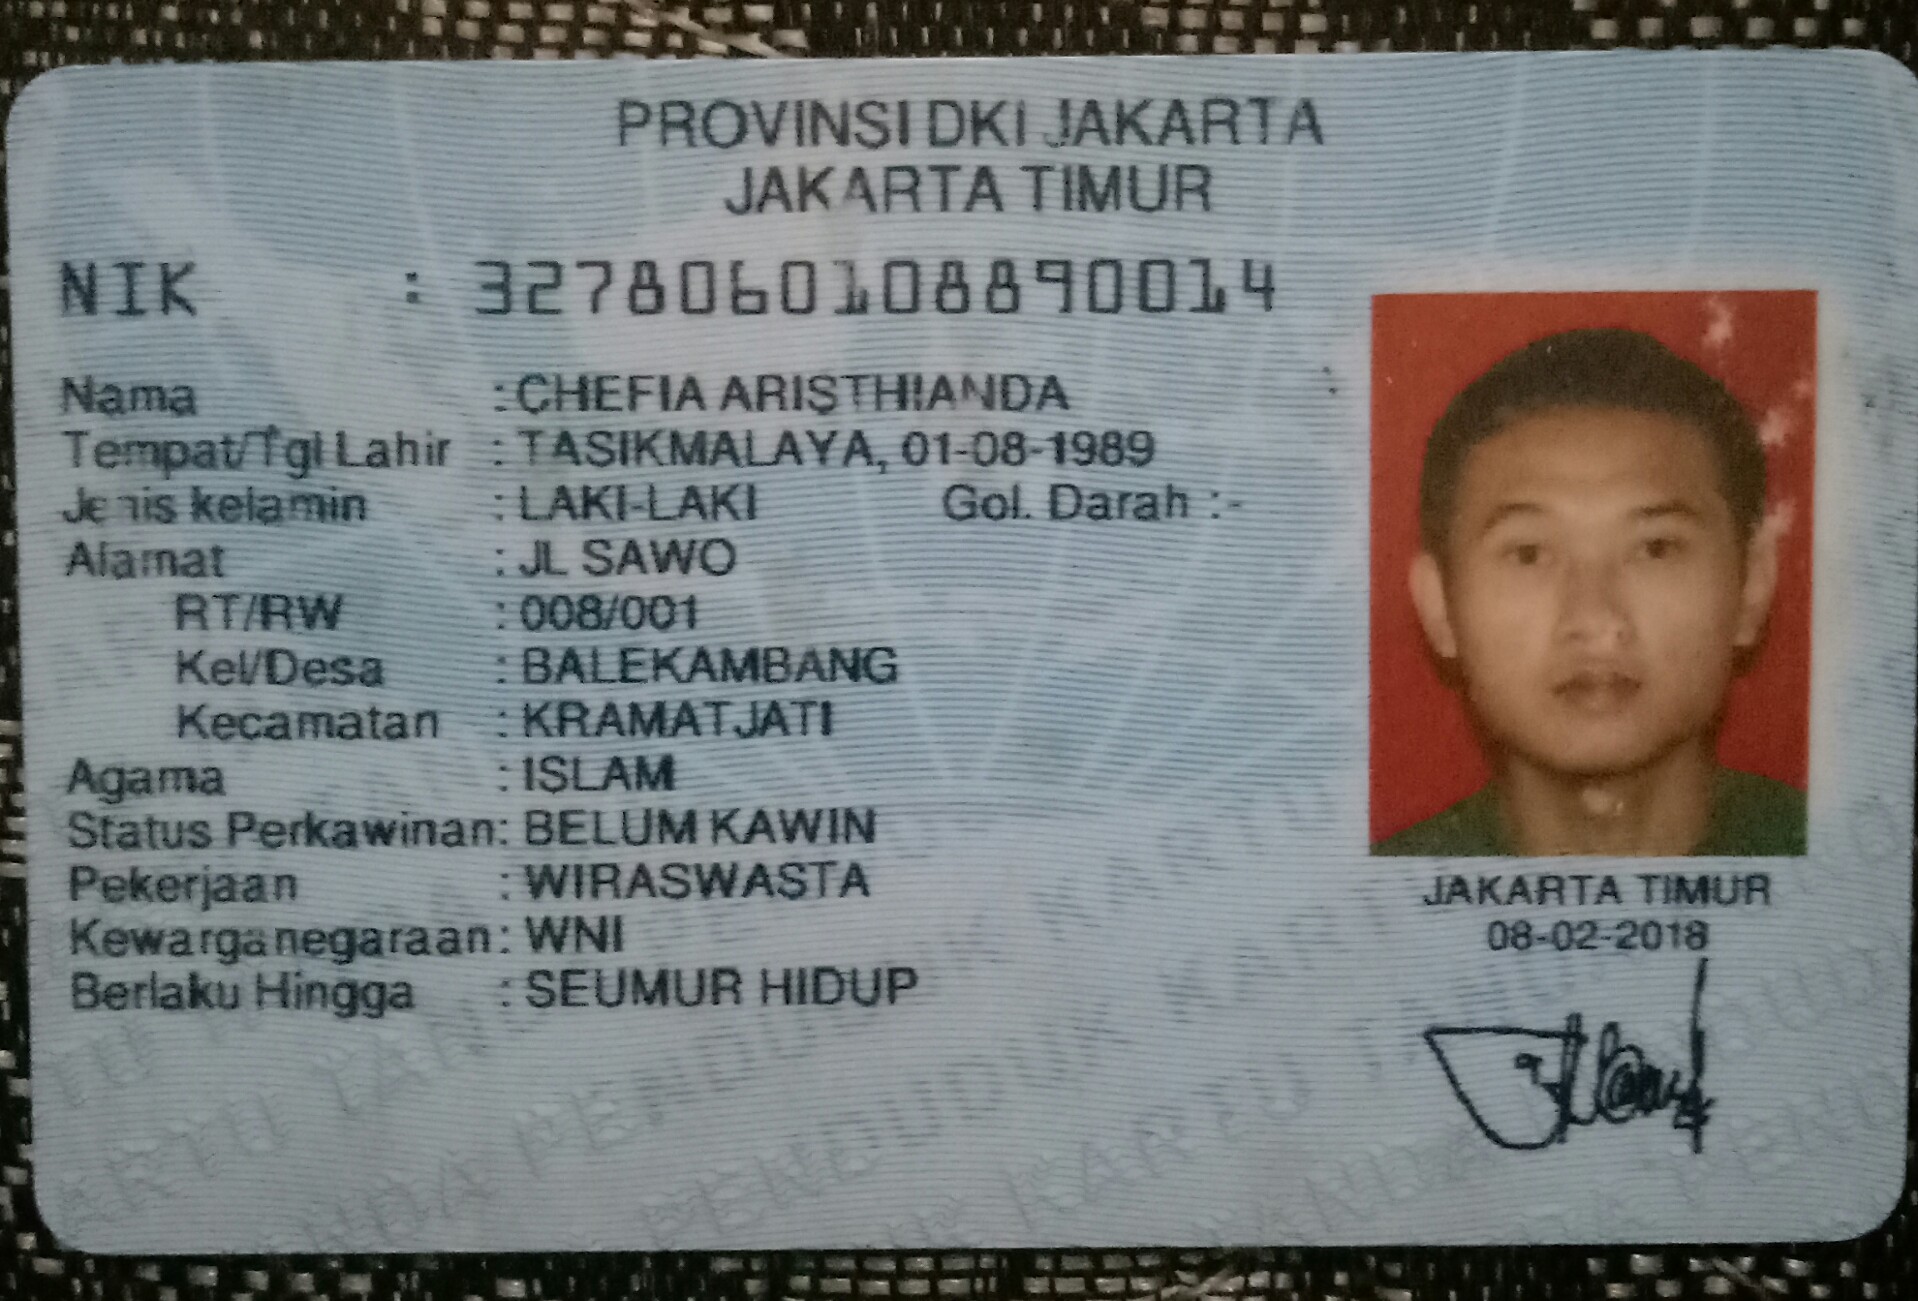 PROVINSI DKI JAKARTA
JAKARTA TIMUR
NIK : 3278060108890014
Nama : CHEFIA ARISTHIANDA
Tempat/Tgl Lahir : TASIKMALAYA, 01-08-1989
Jenis kelamin : LAKI-LAKI Gol. Darah :-
Alamat : JL SAWO
RT/RW : 008/001
Kel/Desa : BALEKAMBANG
Kecamatan : KRAMATJATI
Agama : ISLAM
Status Perkawinan: BELUM KAWIN
Pekerjaan : WIRASWASTA
Kewarganegaraan: WNI
Berlaku Hingga : SEUMUR HIDUP
JAKARTA TIMUR
08-02-2018